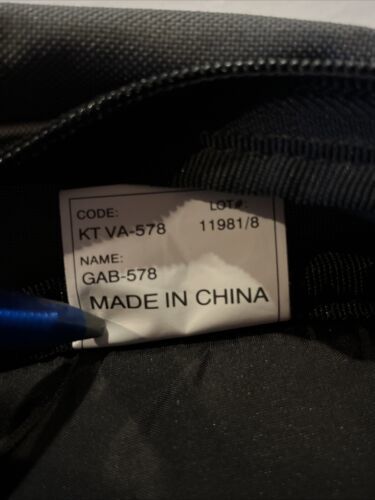 CODE: LOT#:
KT VA-578 11981/8
NAME:
GAB-578
MADE IN CHINA